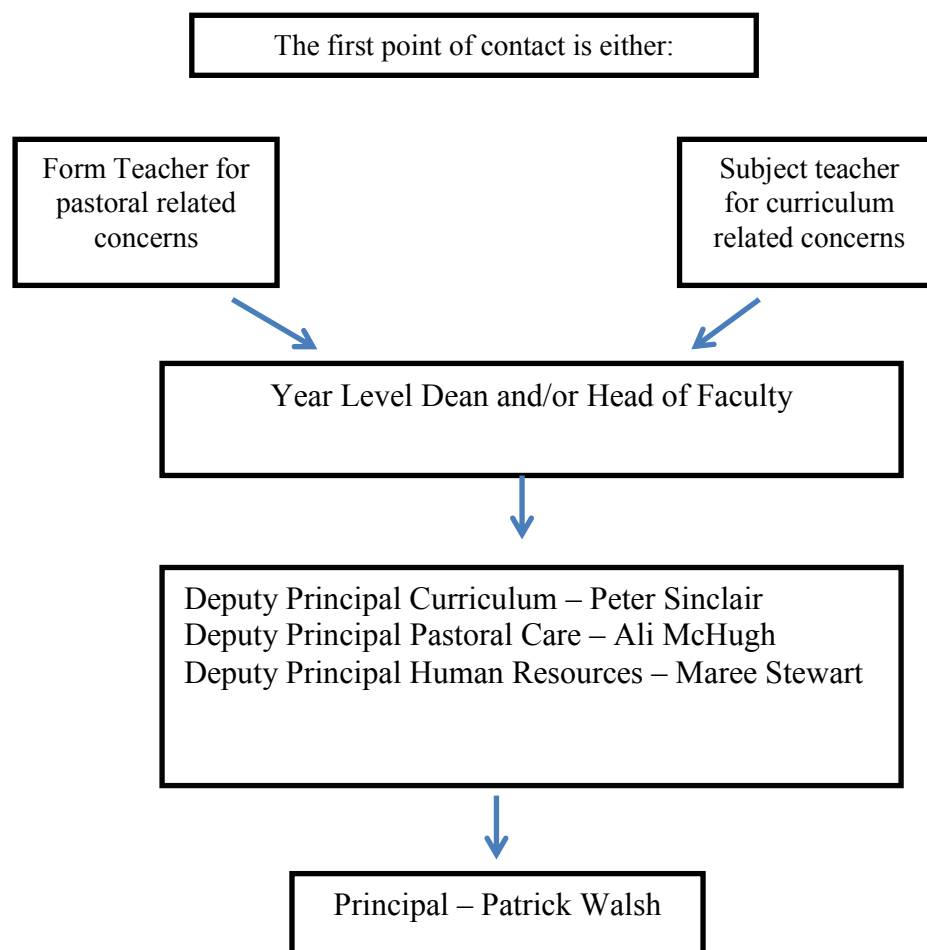 The first point of contact is either:
Form Teacher for
pastoral related
concerns
Subject teacher
for curriculum
related concerns
Year Level Dean and/or Head of Faculty
Deputy Principal Curriculum – Peter Sinclair
Deputy Principal Pastoral Care – Ali McHugh
Deputy Principal Human Resources – Maree Stewart
Principal – Patrick Walsh